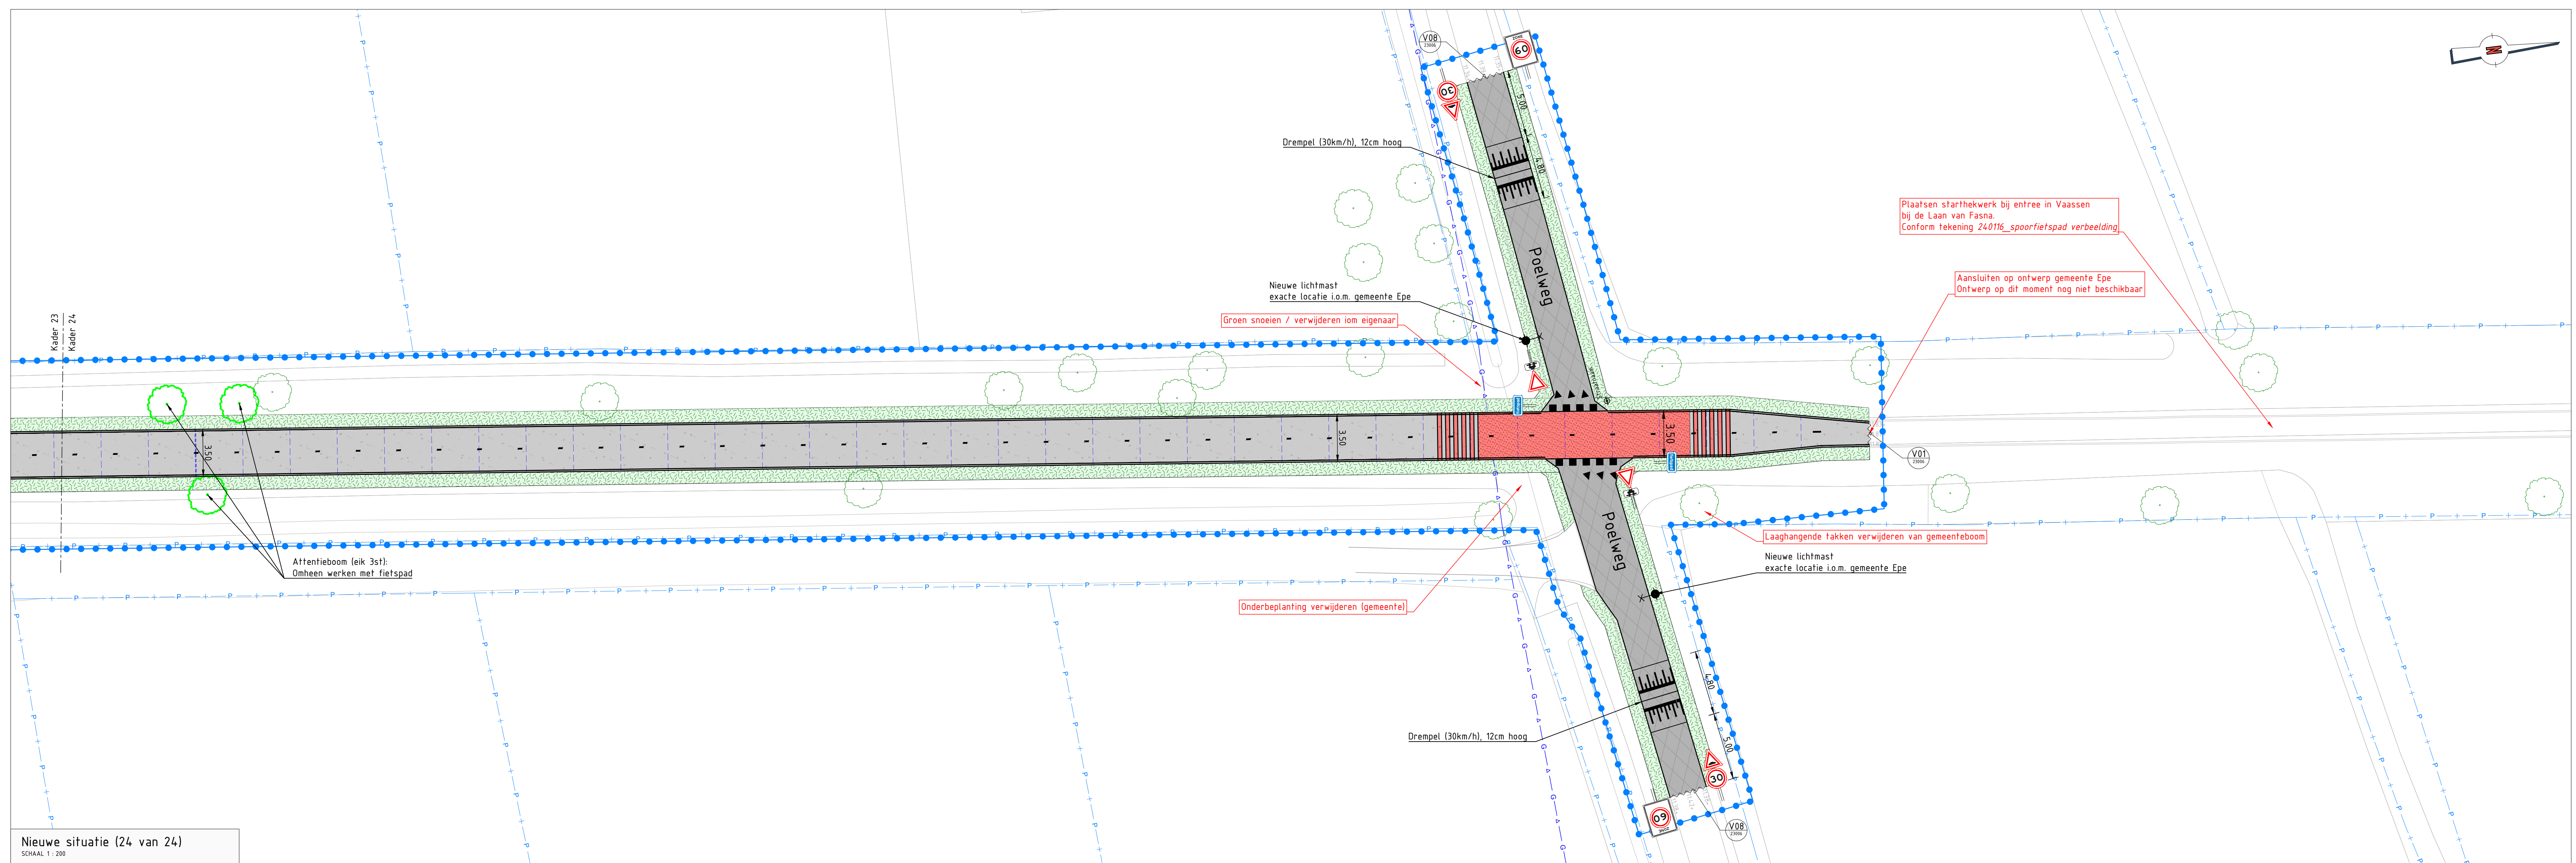 V08
23006
ZONE
60
30
5.00
Drempel (30km/h), 12cm hoog
4.80
Poelweg
Plaatsen starthekwerk bij entree in Vaassen
bij de Laan van Fasna.
Conform tekening 240116_spoorfietspad verbeelding
Aansluiten op ontwerp gemeente Epe
Ontwerp op dit moment nog niet beschikbaar
Nieuwe lichtmast
exacte locatie i.o.m. gemeente Epe
Groen snoeien / verwijderen iom eigenaar
Kader 23
Kader 24
3.50
3.50
3.50
V01
23006
Poelweg
Laaghangende takken verwijderen van gemeenteboom
Nieuwe lichtmast
exacte locatie i.o.m. gemeente Epe
Attentieboom (eik 3st):
Omheen werken met fietspad
Onderbeplanting verwijderen (gemeente)
4.80
Drempel (30km/h), 12cm hoog
5.00
30
60
ZONE
V08
23006
Nieuwe situatie (24 van 24)
SCHAAL 1 : 200